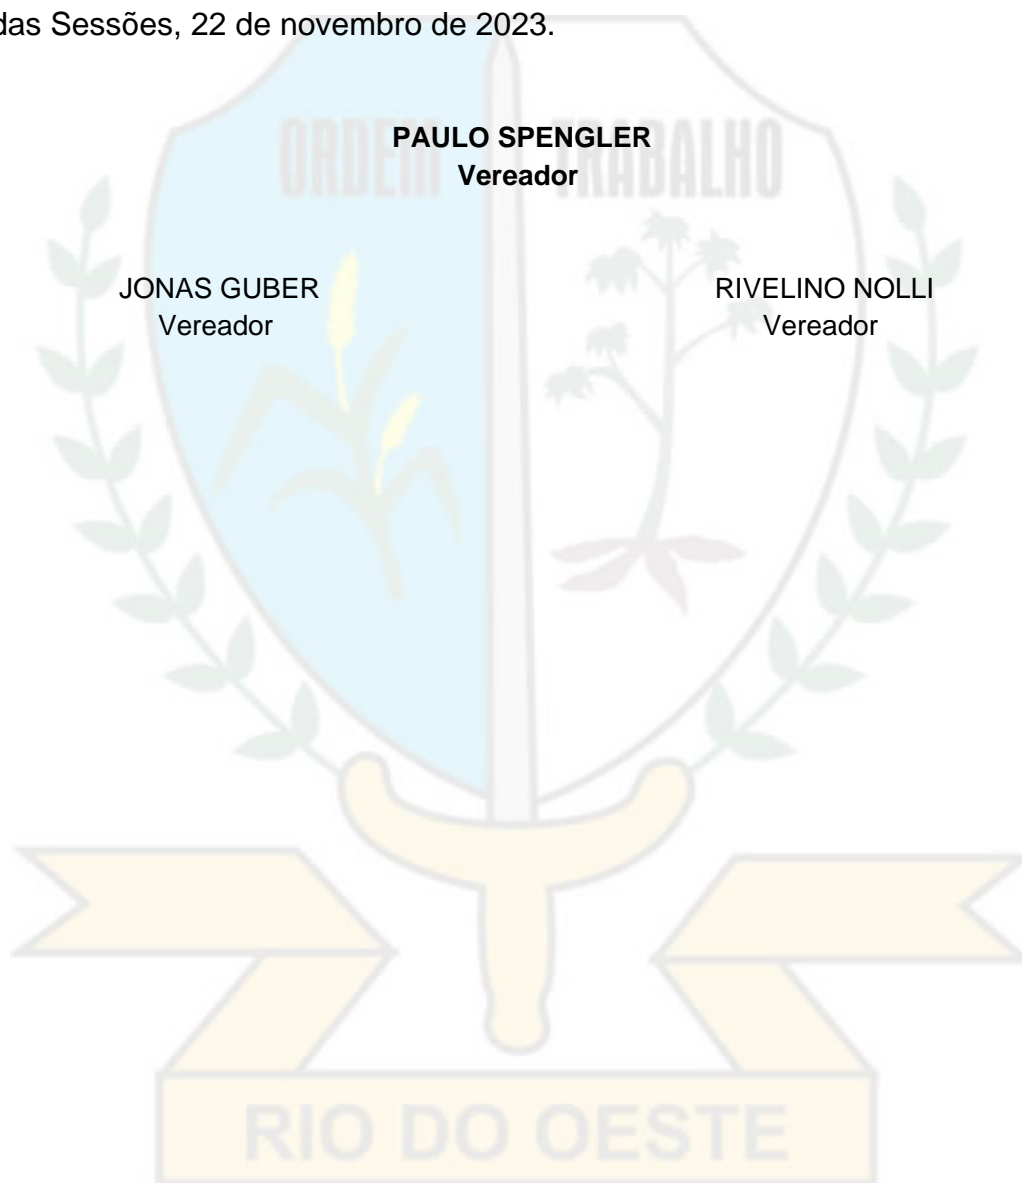 das Sessões, 22 de novembro de 2023.
ORDEM TRABALHO
PAULO SPENGLER
Vereador
JONAS GUBER RIVELINO NOLLI
Vereador Vereador
RIO DO OESTE